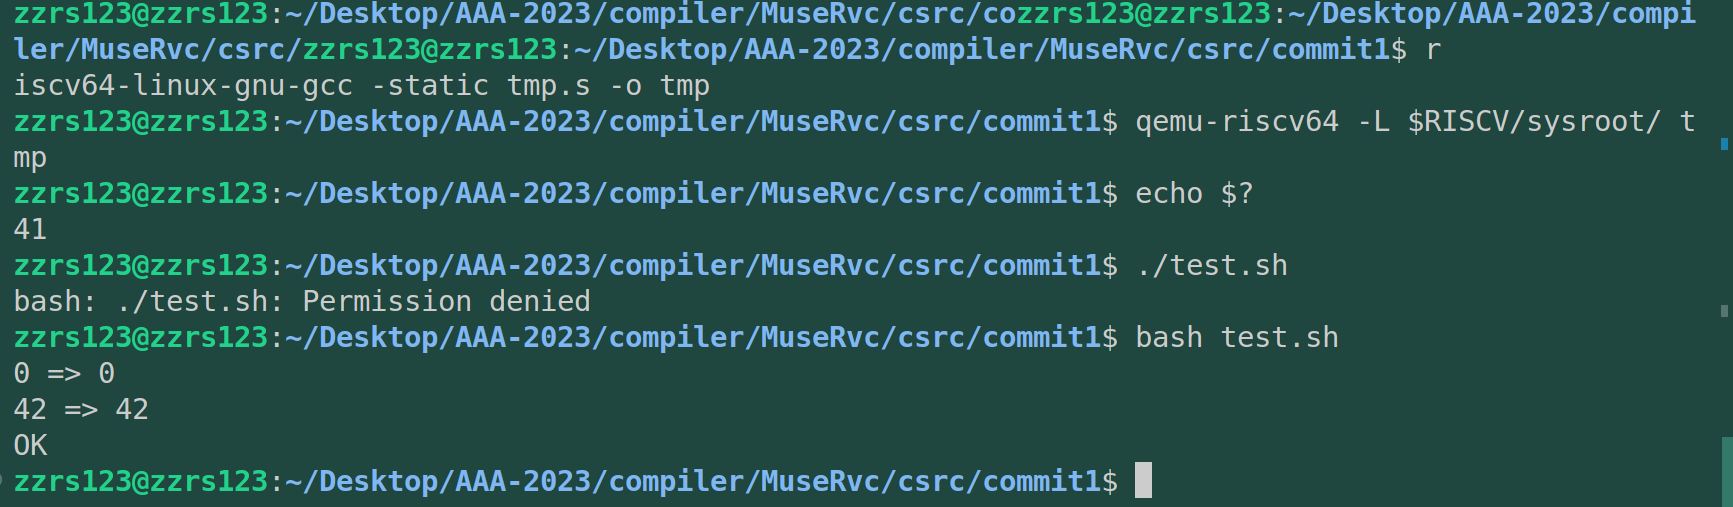 zzrs123@zzrs123:~/Desktop/AAA-2023/compiler/MuseRvc/csrc/cozzrs123@zzrs123:~/Desktop/AAA-2023/compi
ler/MuseRvc/csrc/zzrs123@zzrs123:~/Desktop/AAA-2023/compiler/MuseRvc/csrc/commit1$ r
iscv64-linux-gnu-gcc -static tmp.s -o tmp
zzrs123@zzrs123:~/Desktop/AAA-2023/compiler/MuseRvc/csrc/commit1$ qemu-riscv64 -L $RISCV/sysroot/ t
mp
zzrs123@zzrs123:~/Desktop/AAA-2023/compiler/MuseRvc/csrc/commit1$ echo $?
41
zzrs123@zzrs123:~/Desktop/AAA-2023/compiler/MuseRvc/csrc/commit1$ ./test.sh
bash: ./test.sh: Permission denied
zzrs123@zzrs123:~/Desktop/AAA-2023/compiler/MuseRvc/csrc/commit1$ bash test.sh
0 => 0
42 => 42
OK
zzrs123@zzrs123:~/Desktop/AAA-2023/compiler/MuseRvc/csrc/commit1$